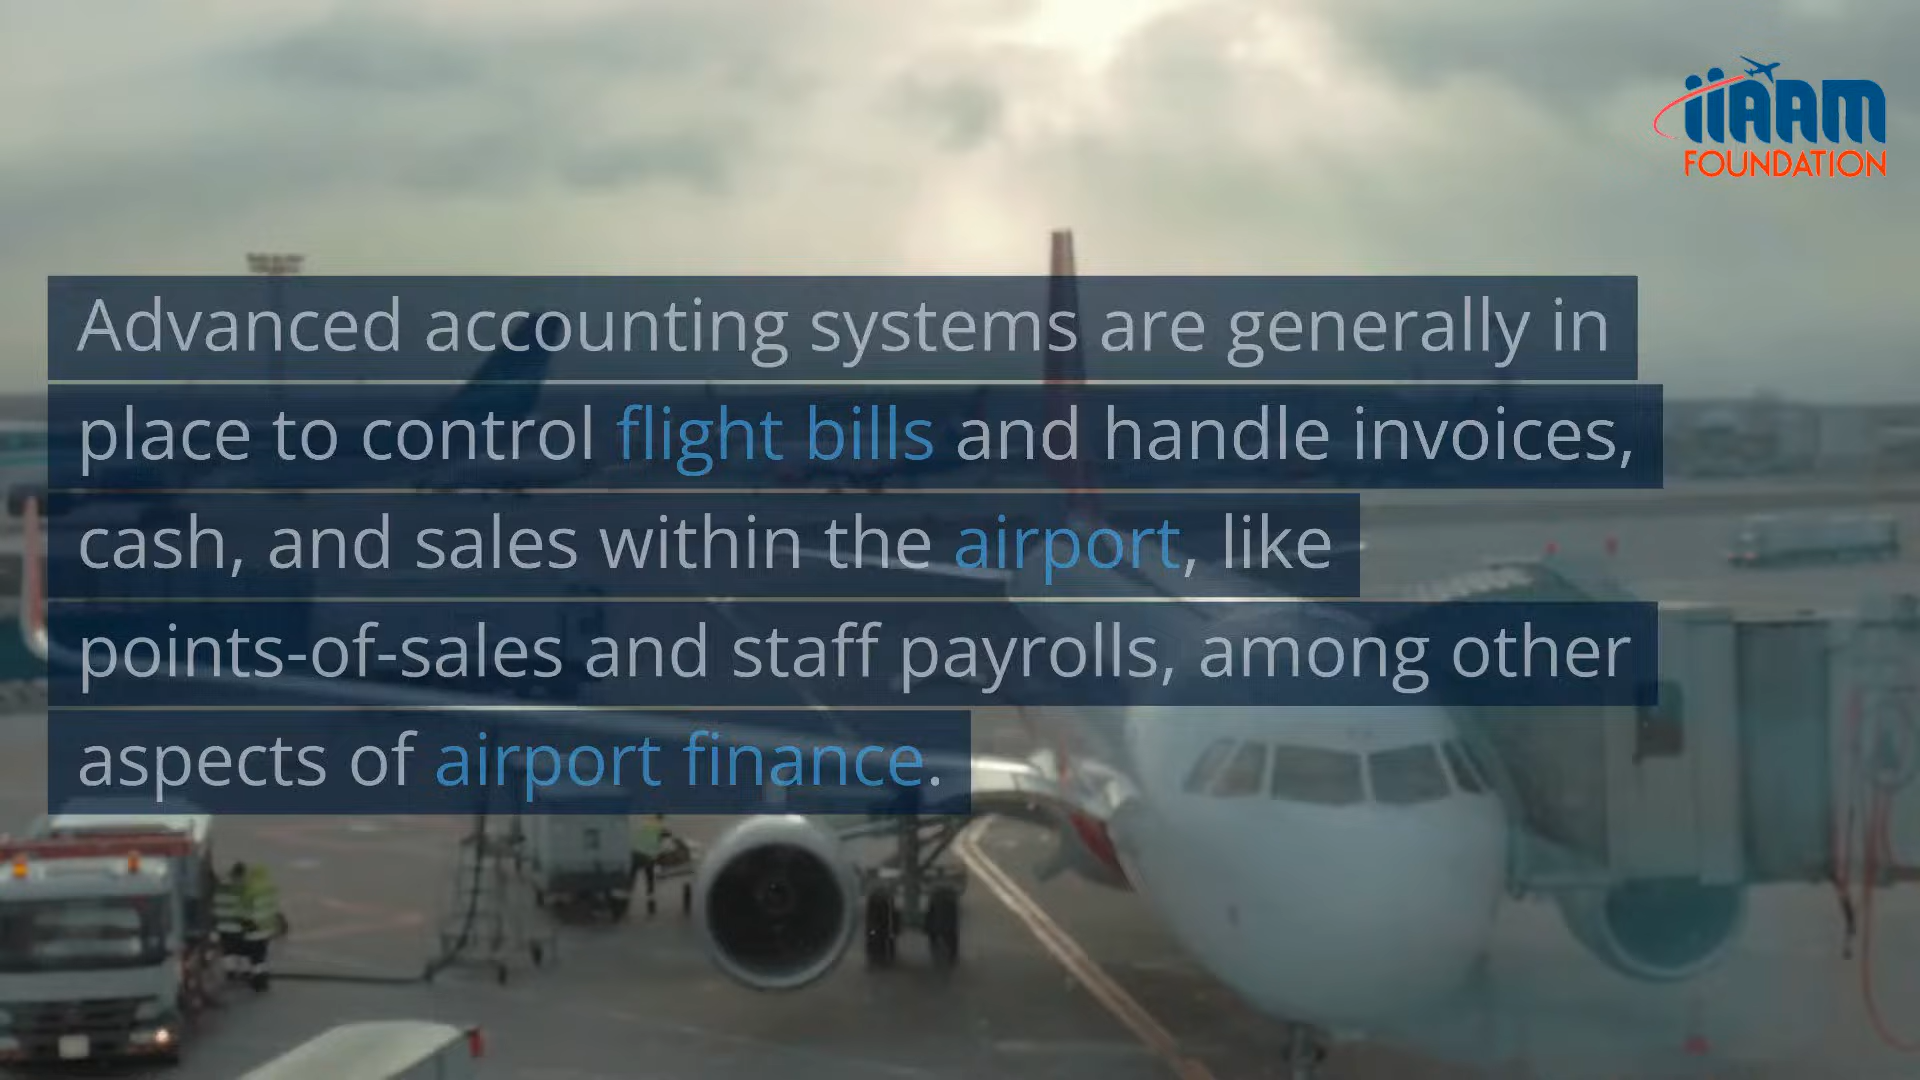 iiAAM
FOUNDATION
Advanced accounting systems are generally in
place to control flight bills and handle invoices,
cash, and sales within the airport, like
points-of-sales and staff payrolls, among other
aspects of airport finance.